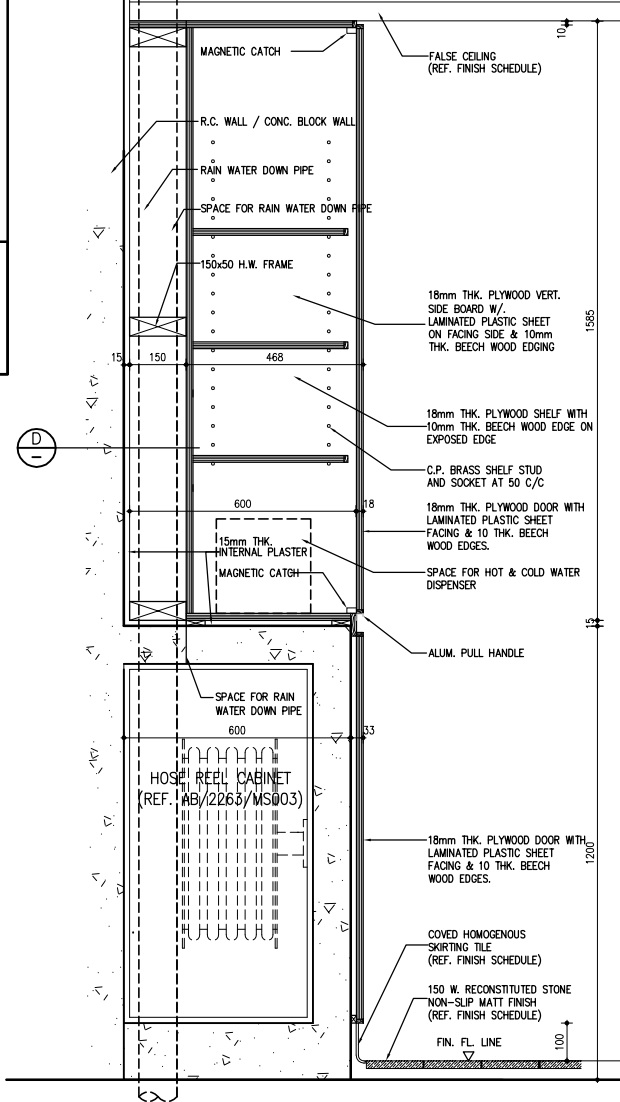 10
MAGNETIC CATCH
FALSE CEILING
(REF. FINISH SCHEDULE)
R.C. WALL / CONC. BLOCK WALL
RAIN WATER DOWN PIPE
SPACE FOR RAIN WATER DOWN PIPE
150x50 H.W. FRAME
18mm THK. PLYWOOD VERT.
SIDE BOARD W/.
LAMINATED PLASTIC SHEET
ON FACING SIDE & 10mm
THK. BEECH WOOD EDGING
1585
15 150 468
18mm THK. PLYWOOD SHELF WITH
10mm THK. BEECH WOOD EDGE ON
EXPOSED EDGE
D
–
C.P. BRASS SHELF STUD
AND SOCKET AT 50 C/C
600 18
18mm THK. PLYWOOD DOOR WITH
LAMINATED PLASTIC SHEET
FACING & 10 THK. BEECH
WOOD EDGES.
15mm THK.
INTERNAL PLASTER
MAGNETIC CATCH
SPACE FOR HOT & COLD WATER
DISPENSER
15
ALUM. PULL HANDLE
SPACE FOR RAIN
WATER DOWN PIPE
600 33
HOSE REEL CABINET
(REF. AB/2263/MS003)
18mm THK. PLYWOOD DOOR WITH
LAMINATED PLASTIC SHEET
FACING & 10 THK. BEECH
WOOD EDGES.
1200
COVED HOMOGENOUS
SKIRTING TILE
(REF. FINISH SCHEDULE)
150 W. RECONSTITUTED STONE
NON-SLIP MATT FINISH
(REF. FINISH SCHEDULE)
FIN. FL. LINE
100